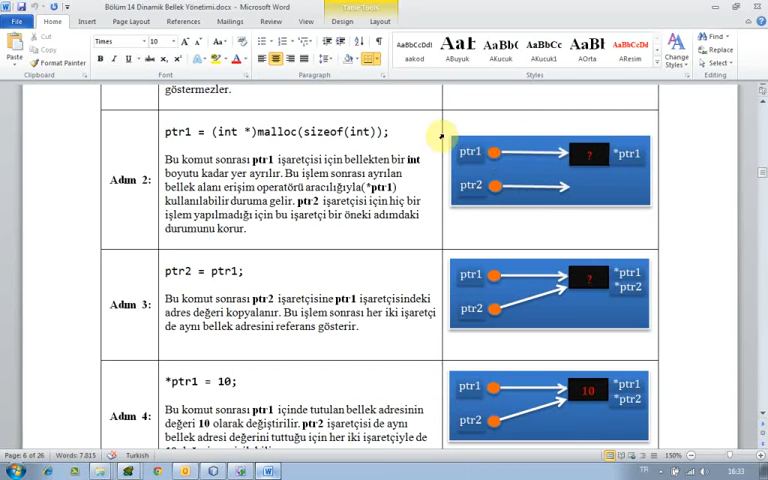 Bölüm 14 Dinamik Bellek Yönetimi.docx - Microsoft Word
Table Tools
File Home Insert Page Layout References Mailings Review View Design Layout
Cut
Copy
Format Painter
Paste
Clipboard
Times 10
Font
Paragraph
AaBbCcDdI aakod
AaBI ABuyuk
AaBbC AKucuk
AaBbCc AKucuk1
AaBbI AOrta
AaBbCcDd AResim
Change Styles
Styles
Find
Replace
Select
Editing
göstermezler.
Adım 2:
ptr1 = (int *)malloc(sizeof(int));
Bu komut sonrası ptr1 işaretçisi için bellekten bir int
boyutu kadar yer ayrılır. Bu işlem sonrası ayrılan
bellek alanı erişim operatörü aracılığıyla(*ptr1)
kullanılabilir duruma gelir. ptr2 işaretçisi için hiç bir
işlem yapılmadığı için bu işaretçi bir önceki adımdaki
durumunu korur.
ptr1 ? *ptr1
ptr2
Adım 3:
ptr2 = ptr1;
Bu komut sonrası ptr2 işaretçisine ptr1 işaretçisindeki
adres değeri kopyalanır. Bu işlem sonrası her iki işaretçi
de aynı bellek adresini referans gösterir.
ptr1 ? *ptr1
*ptr2
ptr2
Adım 4:
*ptr1 = 10;
Bu komut sonrası ptr1 içinde tutulan bellek adresinin
değeri 10 olarak değiştirilir. ptr2 işaretçisi de aynı
bellek adresi değerini tuttuğu için her iki işaretçiyle de
ptr1 10 *ptr1
*ptr2
ptr2
Page: 6 of 26 Words: 7.815 Turkish 150%
TR 16:33